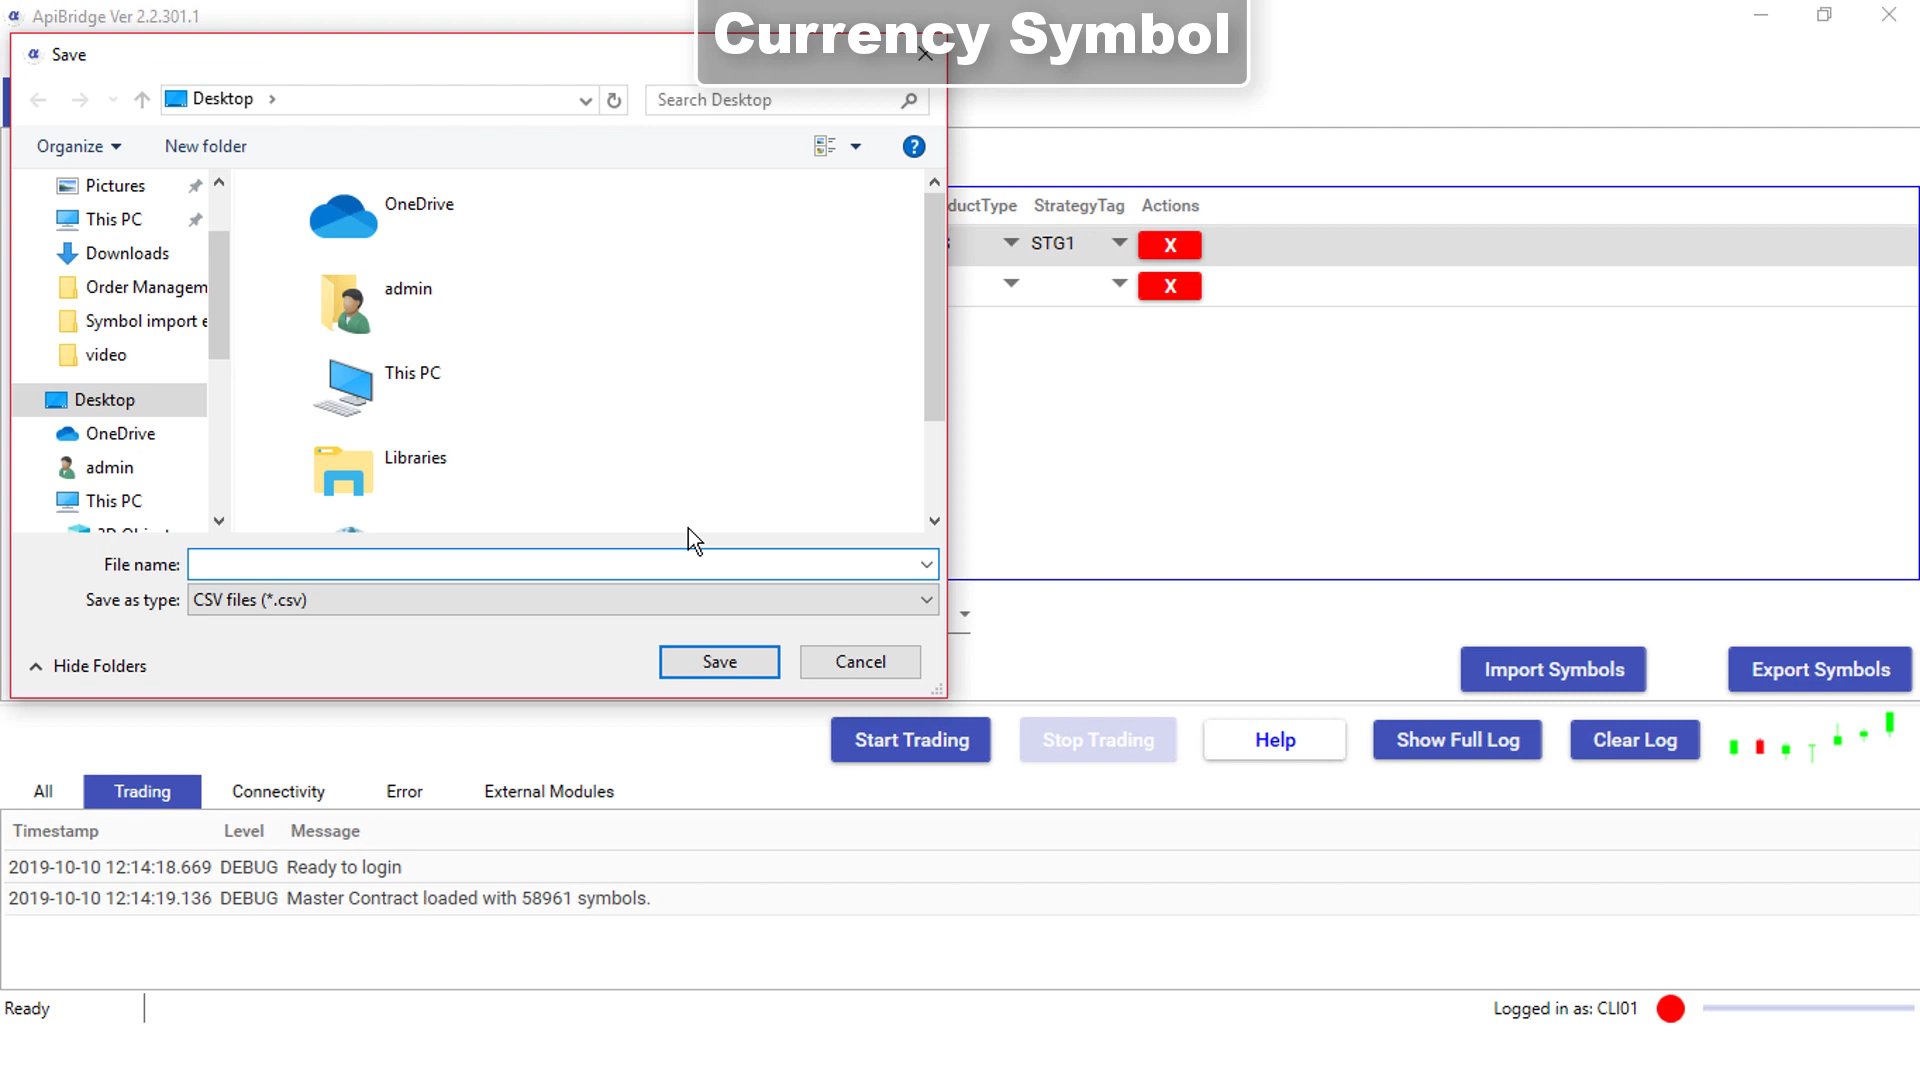 ApiBridge Ver 2.2.301.1
Currency Symbol
Save
Desktop
Search Desktop
Organize
New folder
Pictures
This PC
Downloads
Order Managem
Symbol import e
video
Desktop
OneDrive
admin
This PC
OneDrive
admin
This PC
Libraries
File name:
Save as type: CSV files (*.csv)
Hide Folders
Save Cancel
ductType StrategyTag Actions
STG1 X
X
Import Symbols Export Symbols
Start Trading Stop Trading Help Show Full Log Clear Log
All Trading Connectivity Error External Modules
Timestamp Level Message
2019-10-10 12:14:18.669 DEBUG Ready to login
2019-10-10 12:14:19.136 DEBUG Master Contract loaded with 58961 symbols.
Ready
Logged in as: CLI01